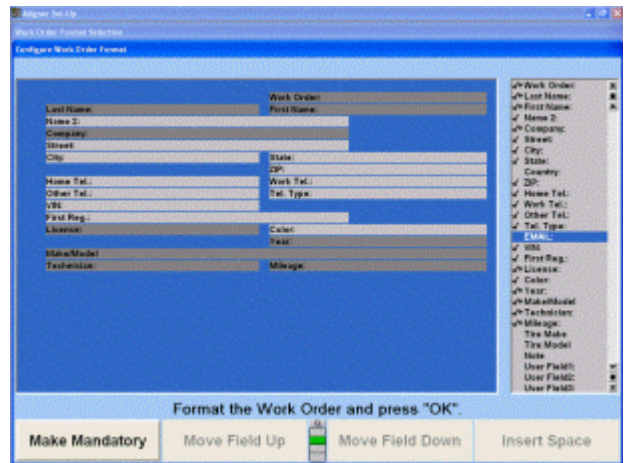 Aligner Set-Up
Work Order Format Selection
Configure Work Order Format
Work Order:
Last Name: First Name:
Name 2:
Company:
Street:
City: State:
ZIP:
Home Tel.: Work Tel.:
Other Tel.: Tel. Type:
VIN:
First Reg.:
License: Color:
Year:
Make/Model
Technician: Mileage:
Work Order:
Last Name:
First Name:
Name 2:
Company:
Street:
City:
State:
Country:
ZIP:
Home Tel.:
Work Tel.:
Other Tel.:
Tel. Type:
EMAIL:
VIN:
First Reg.:
License:
Color:
Year:
Make/Model
Technician:
Mileage:
Tire Make
Tire Model
Note
User Field1:
User Field2:
User Field3:
Format the Work Order and press "OK".
Make Mandatory Move Field Up Move Field Down Insert Space